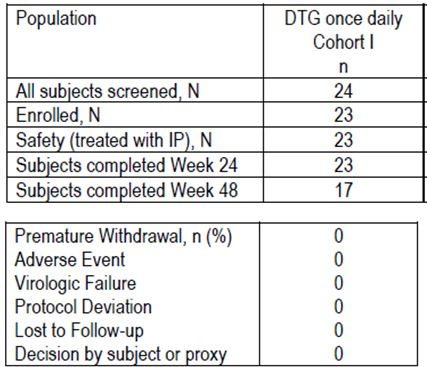 Population DTG once daily
Cohort I
n
All subjects screened, N 24
Enrolled, N 23
Safety (treated with IP), N 23
Subjects completed Week 24 23
Subjects completed Week 48 17
Premature Withdrawal, n (%) 0
Adverse Event 0
Virologic Failure 0
Protocol Deviation 0
Lost to Follow-up 0
Decision by subject or proxy 0